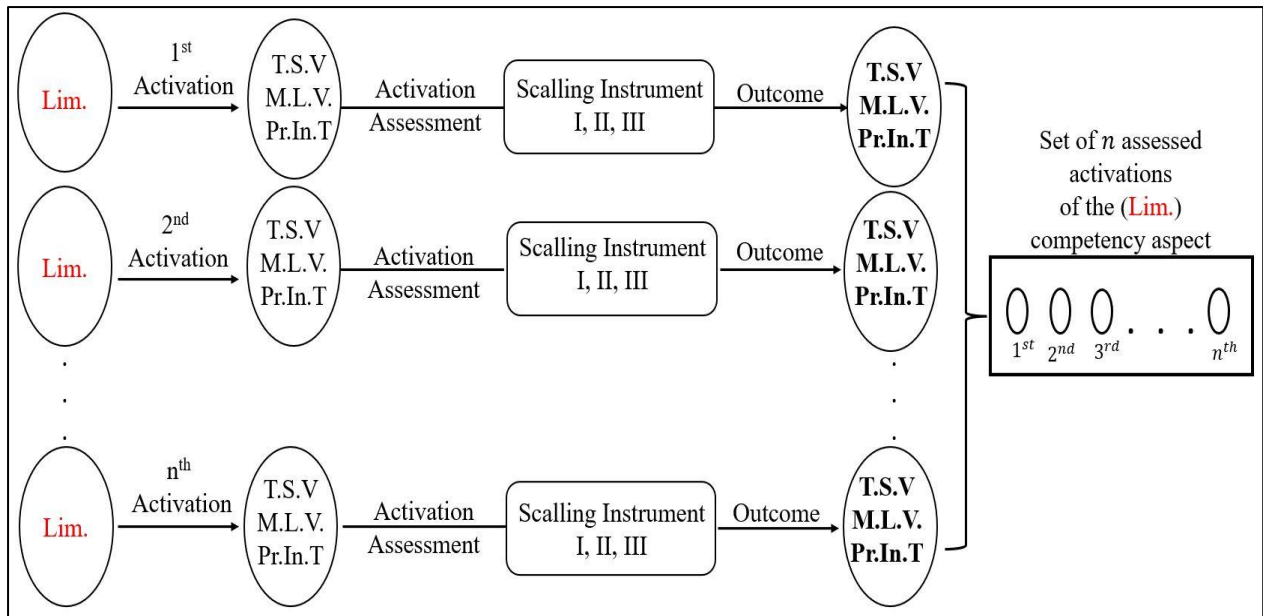 Lim.
1st
Activation
T.S.V
M.L.V.
Pr.In.T
Activation
Assessment
Scalling Instrument
I, II, III
Outcome
T.S.V
M.L.V.
Pr.In.T
Lim.
2nd
Activation
T.S.V
M.L.V.
Pr.In.T
Activation
Assessment
Scalling Instrument
I, II, III
Outcome
T.S.V
M.L.V.
Pr.In.T
. . .
. . .
Lim.
nth
Activation
T.S.V
M.L.V.
Pr.In.T
Activation
Assessment
Scalling Instrument
I, II, III
Outcome
T.S.V
M.L.V.
Pr.In.T
Set of n assessed
activations
of the (Lim.)
competency aspect
. . .
1st 2nd 3rd nth